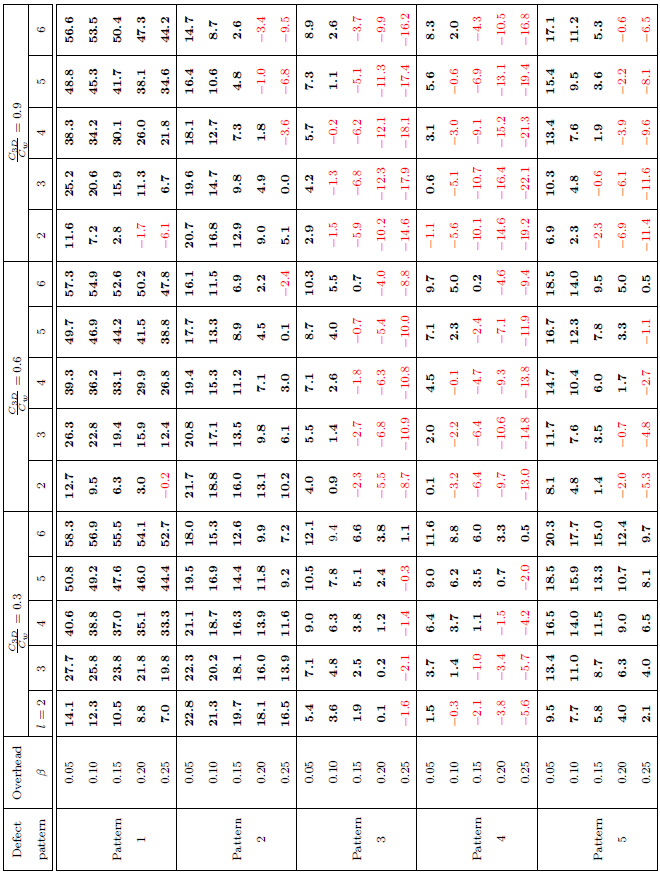 Defect Overhead C3D/Cw = 0.3 C3D/Cw = 0.6 C3D/Cw = 0.9
pattern β l = 2 3 4 5 6 2 3 4 5 6 2 3 4 5 6
0.05 14.1 27.7 40.6 50.8 58.3 12.7 26.3 39.3 49.7 57.3 11.6 25.2 38.3 48.8 56.6
0.10 12.3 25.8 38.8 49.2 56.9 9.5 22.8 36.2 46.9 54.9 7.2 20.6 34.2 45.3 53.5
Pattern 0.15 10.5 23.8 37.0 47.6 55.5 6.3 19.4 33.1 44.2 52.6 2.8 15.9 30.1 41.7 50.4
1 0.20 8.8 21.8 35.1 46.0 54.1 3.0 15.9 29.9 41.5 50.2 −1.7 11.3 26.0 38.1 47.3
0.25 7.0 19.8 33.3 44.4 52.7 −0.2 12.4 26.8 38.8 47.8 −6.1 6.7 21.8 34.6 44.2
0.05 22.8 22.3 21.1 19.5 18.0 21.7 20.8 19.4 17.7 16.1 20.7 19.6 18.1 16.4 14.7
0.10 21.3 20.2 18.7 16.9 15.3 18.8 17.1 15.3 13.3 11.5 16.8 14.7 12.7 10.6 8.7
Pattern 0.15 19.7 18.1 16.3 14.4 12.6 16.0 13.5 11.2 8.9 6.9 12.9 9.8 7.3 4.8 2.6
2 0.20 18.1 16.0 13.9 11.8 9.9 13.1 9.8 7.1 4.5 2.2 9.0 4.9 1.8 −1.0 −3.4
0.25 16.5 13.9 11.6 9.2 7.2 10.2 6.1 3.0 0.1 −2.4 5.1 0.0 −3.6 −6.8 −9.5
0.05 5.4 7.1 9.0 10.5 12.1 4.0 5.5 7.1 8.7 10.3 2.9 4.2 5.7 7.3 8.9
0.10 3.6 4.8 6.3 7.8 9.4 0.9 1.4 2.6 4.0 5.5 −1.5 −1.3 −0.2 1.1 2.6
Pattern 0.15 1.9 2.5 3.8 5.1 6.6 −2.3 −2.7 −1.8 −0.7 0.7 −5.9 −6.8 −6.2 −5.1 −3.7
3 0.20 0.1 0.2 1.2 2.4 3.8 −5.5 −6.8 −6.3 −5.4 −4.0 −10.2 −12.3 −12.1 −11.3 −9.9
0.25 −1.6 −2.1 −1.4 −0.3 1.1 −8.7 −10.9 −10.8 −10.0 −8.8 −14.6 −17.9 −18.1 −17.4 −16.2
0.05 1.5 3.7 6.4 9.0 11.6 0.1 2.0 4.5 7.1 9.7 −1.1 0.6 3.1 5.6 8.3
0.10 −0.3 1.4 3.7 6.2 8.8 −3.2 −2.2 −0.1 2.3 5.0 −5.6 −5.1 −3.0 −0.6 2.0
Pattern 0.15 −2.1 −1.0 1.1 3.5 6.0 −6.4 −6.4 −4.7 −2.4 0.2 −10.1 −10.7 −9.1 −6.9 −4.3
4 0.20 −3.8 −3.4 −1.5 0.7 3.3 −9.7 −10.6 −9.3 −7.1 −4.6 −14.6 −16.4 −15.2 −13.1 −10.5
0.25 −5.6 −5.7 −4.2 −2.0 0.5 −13.0 −14.8 −13.8 −11.9 −9.4 −19.2 −22.1 −21.3 −19.4 −16.8
0.05 9.5 13.4 16.5 18.5 20.3 8.1 11.7 14.7 16.7 18.5 6.9 10.3 13.4 15.4 17.1
0.10 7.7 11.0 14.0 15.9 17.7 4.8 7.6 10.4 12.3 14.0 2.3 4.8 7.6 9.5 11.2
Pattern 0.15 5.8 8.7 11.5 13.3 15.0 1.4 3.5 6.0 7.8 9.5 −2.3 −0.6 1.9 3.6 5.3
5 0.20 4.0 6.3 9.0 10.7 12.4 −2.0 −0.7 1.7 3.3 5.0 −6.9 −6.1 −3.9 −2.2 −0.6
0.25 2.1 4.0 6.5 8.1 9.7 −5.3 −4.8 −2.7 −1.1 0.5 −11.4 −11.6 −9.6 −8.1 −6.5